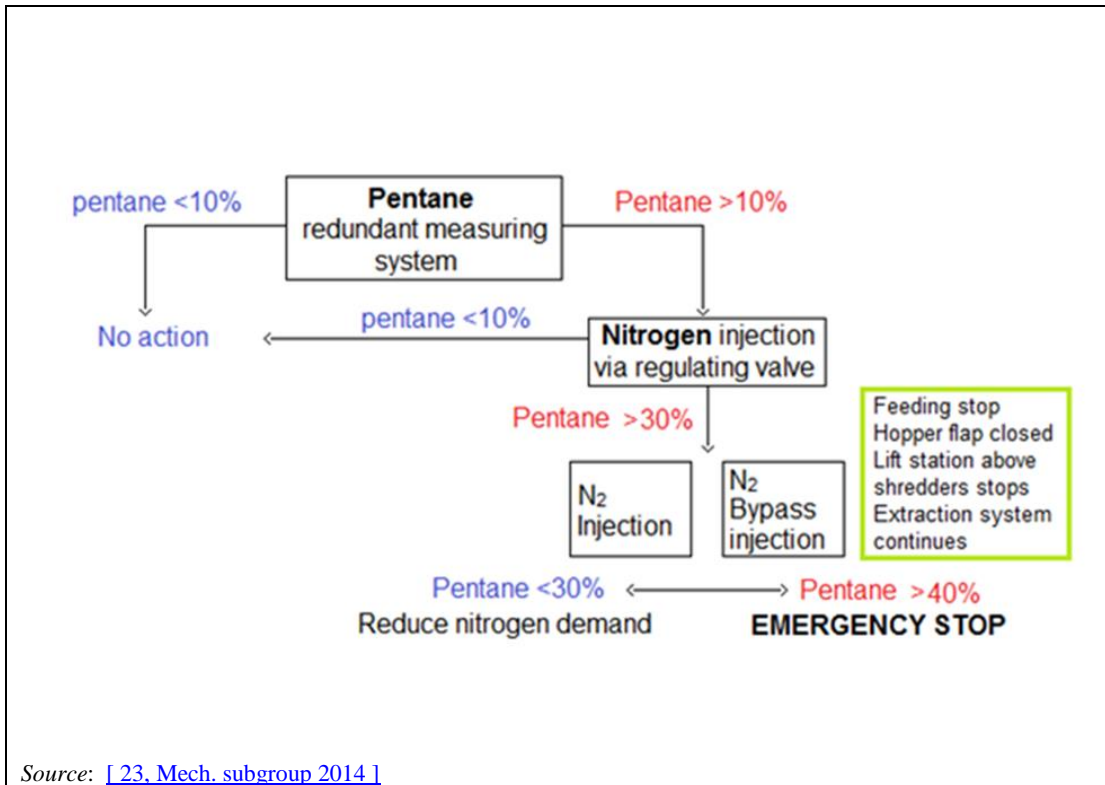 pentane <10%
Pentane
redundant measuring
system
Pentane >10%
No action
pentane <10%
Nitrogen injection
via regulating valve
Pentane >30%
N2
Injection
N2
Bypass
injection
Feeding stop
Hopper flap closed
Lift station above
shredders stops
Extraction system
continues
Pentane <30%
Reduce nitrogen demand
Pentane >40%
EMERGENCY STOP
Source: [ 23, Mech. subgroup 2014 ]